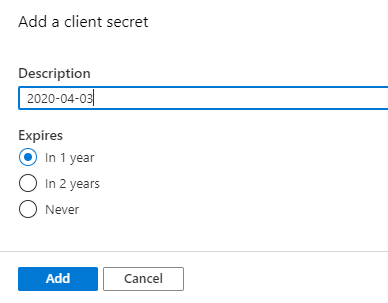 Add a client secret
Description
2020-04-03
Expires
In 1 year
In 2 years
Never
Add
Cancel